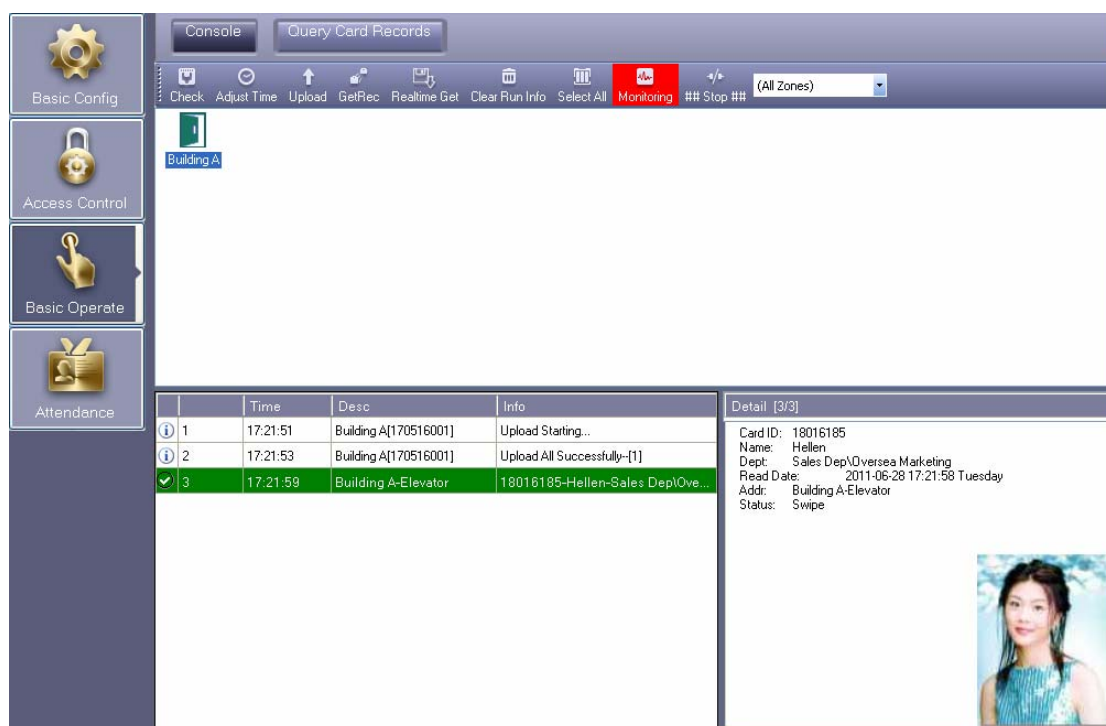 Basic Config
Access Control
Basic Operate
Attendance
Console Query Card Records
Check Adjust Time Upload GetRec Realtime Get Clear Run Info Select All Monitoring ## Stop ## (All Zones)
Building A
Time Desc Info
1 17:21:51 Building A[170516001] Upload Starting...
2 17:21:53 Building A[170516001] Upload All Successfully--[1]
3 17:21:59 Building A-Elevator 18016185-Hellen-Sales Dep\Ove...
Detail [3/3]
Card ID: 18016185
Name: Hellen
Dept: Sales Dep\Oversea Marketing
Read Date: 2011-06-28 17:21:58 Tuesday
Addr: Building A-Elevator
Status: Swipe